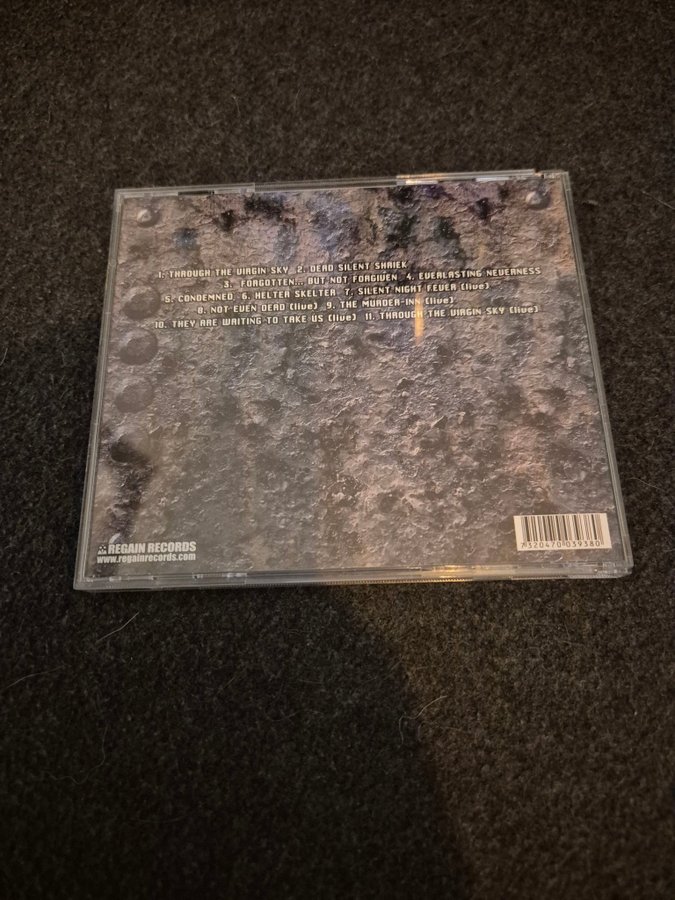 1. THROUGH THE VIRGIN SKY 2. DEAD SILENT SHRIEK
3. FORGOTTEN... BUT NOT FORGIVEN 4. EVERLASTING NEVERNESS
5. CONDEMNED, 6. HELTER SKELTER 7. SILENT NIGHT FEVER (live)
8. NOT EVEN DEAD (live) 9. THE MURDER-INN (live)
10. THEY ARE WAITING TO TAKE US (live) 11. THROUGH THE VIRGIN SKY (live)
REGAIN RECORDS
www.regainrecords.com
7320470039380